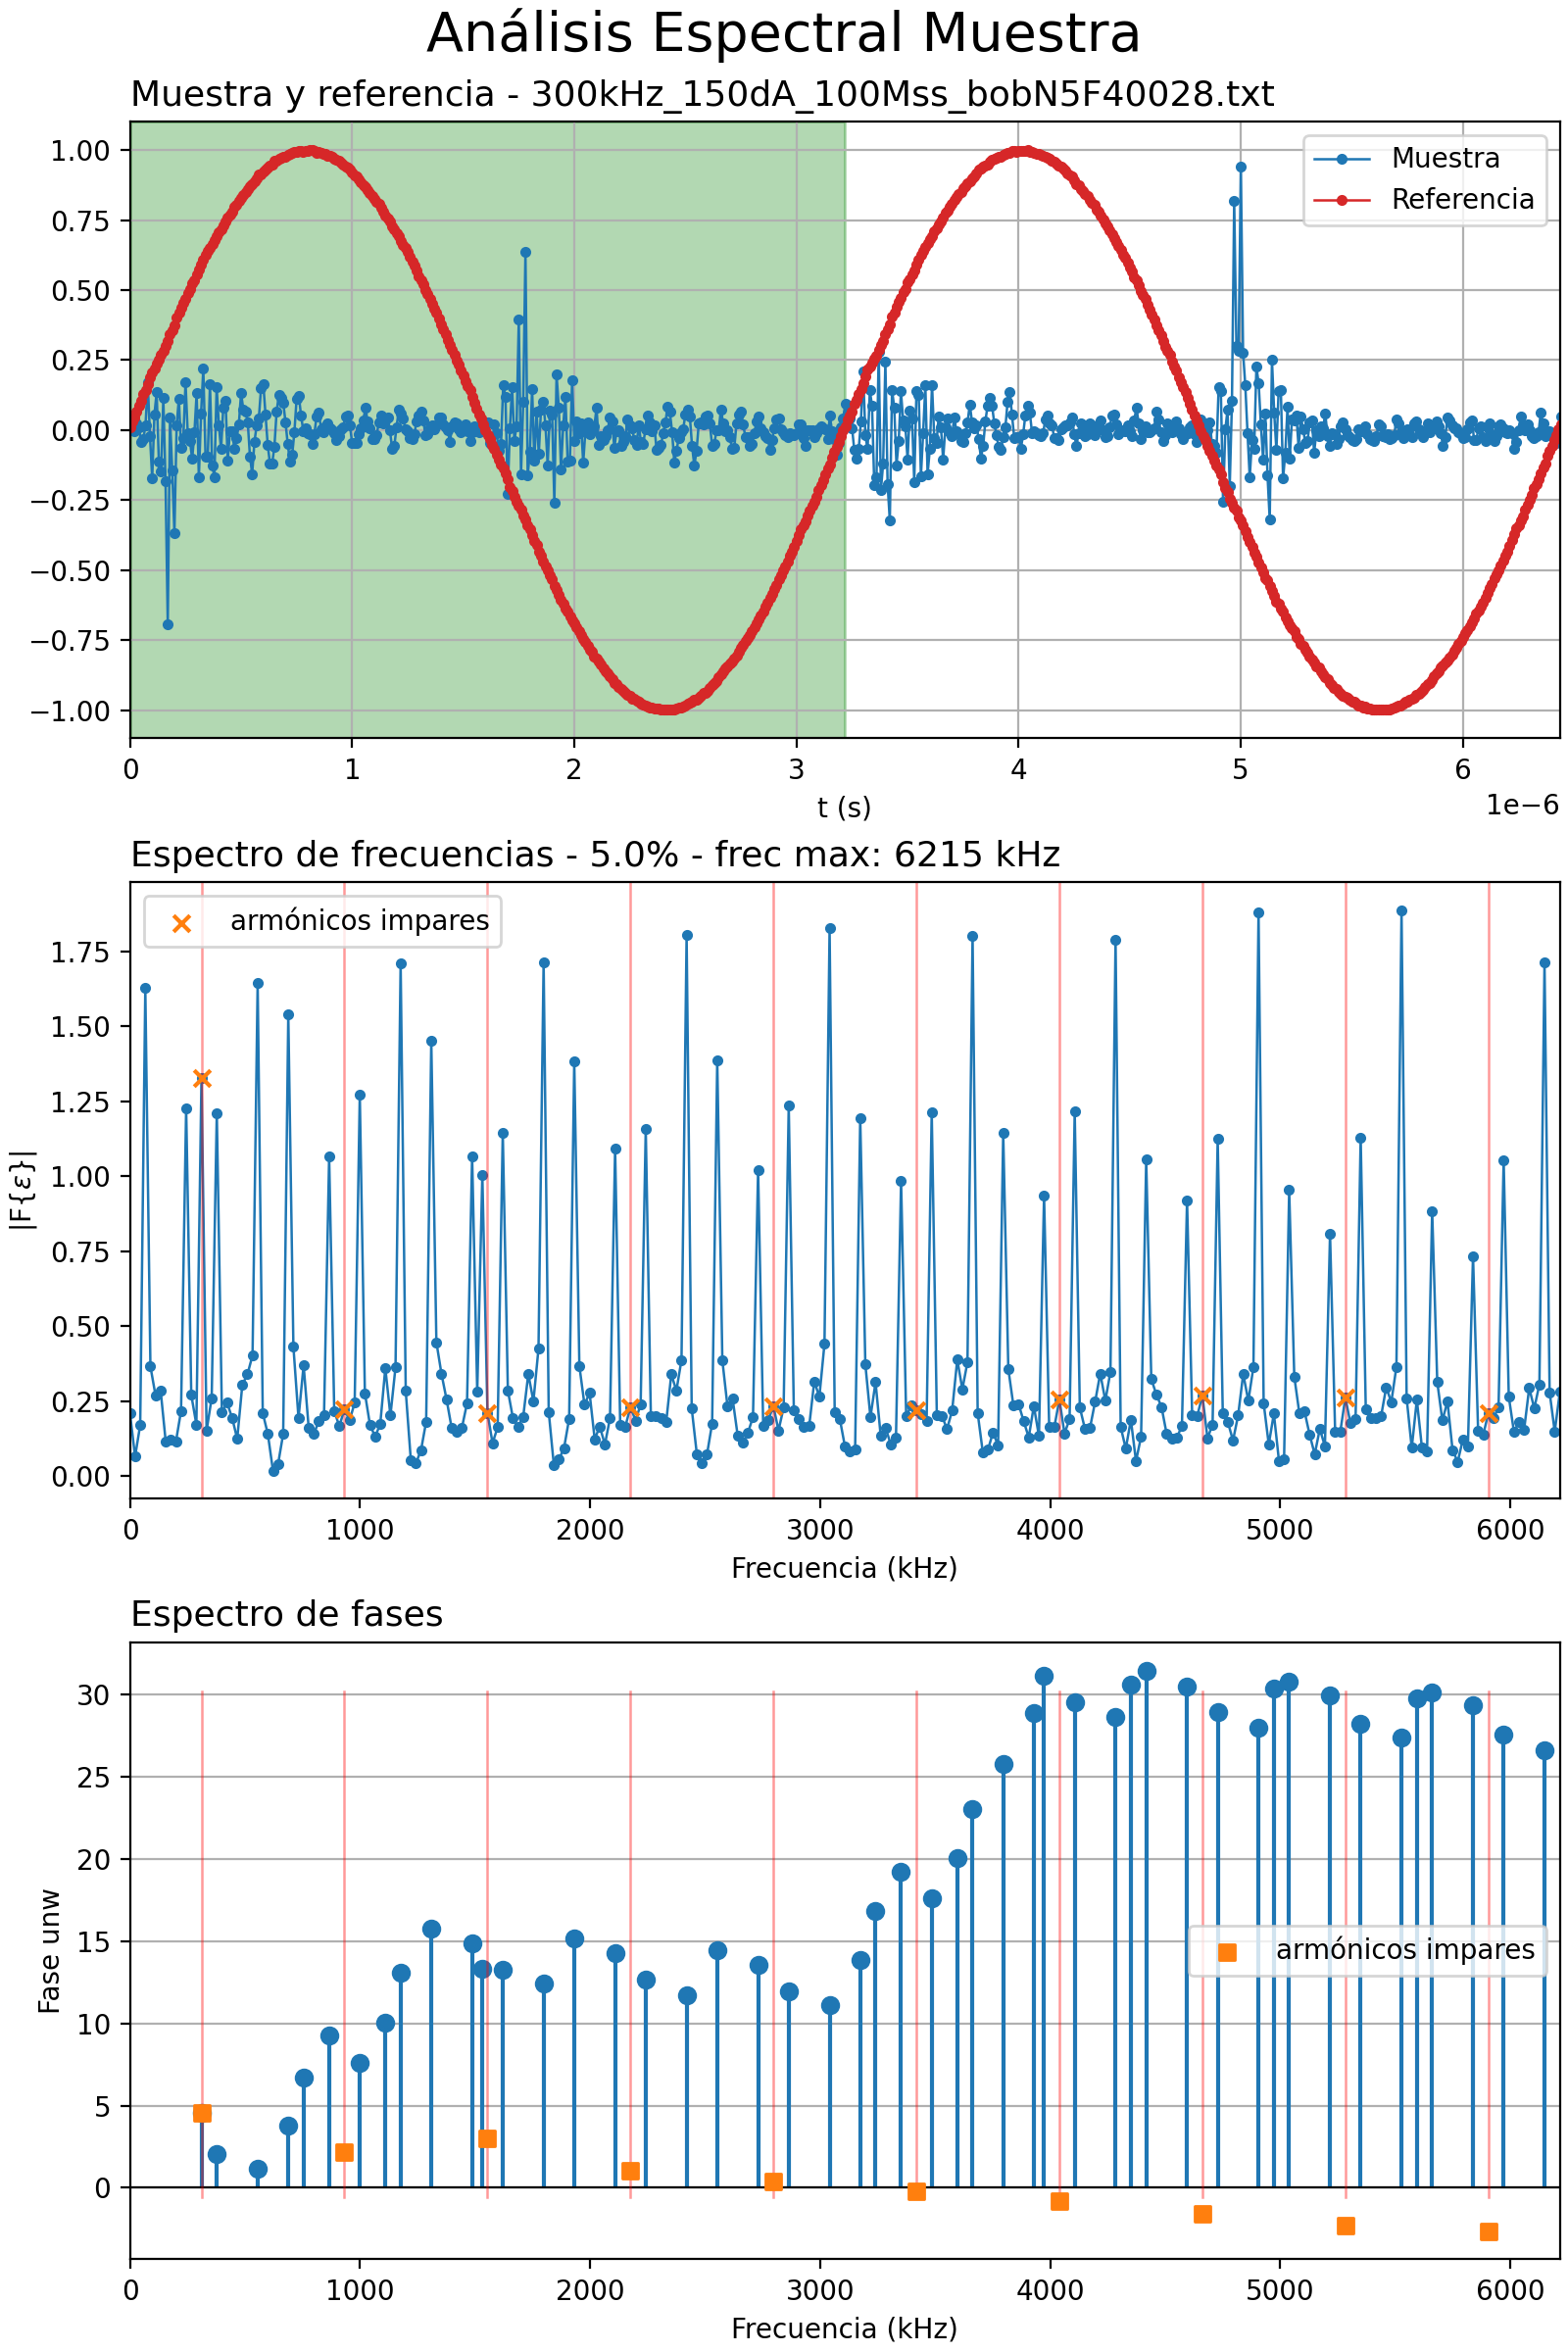 Análisis Espectral Muestra
Muestra y referencia - 300kHz_150dA_100Mss_bobN5F40028.txt
1.00
0.75
0.50
0.25
0.00
−0.25
−0.50
−0.75
−1.00
Muestra
Referencia
0 1 2 3 4 5 6
t (s)
1e−6
Espectro de frecuencias - 5.0% - frec max: 6215 kHz
armónicos impares
1.75
1.50
1.25
1.00
0.75
0.50
0.25
0.00
|F{ε}|
0 1000 2000 3000 4000 5000 6000
Frecuencia (kHz)
Espectro de fases
30
25
20
15
10
5
0
Fase unw
armónicos impares
0 1000 2000 3000 4000 5000 6000
Frecuencia (kHz)